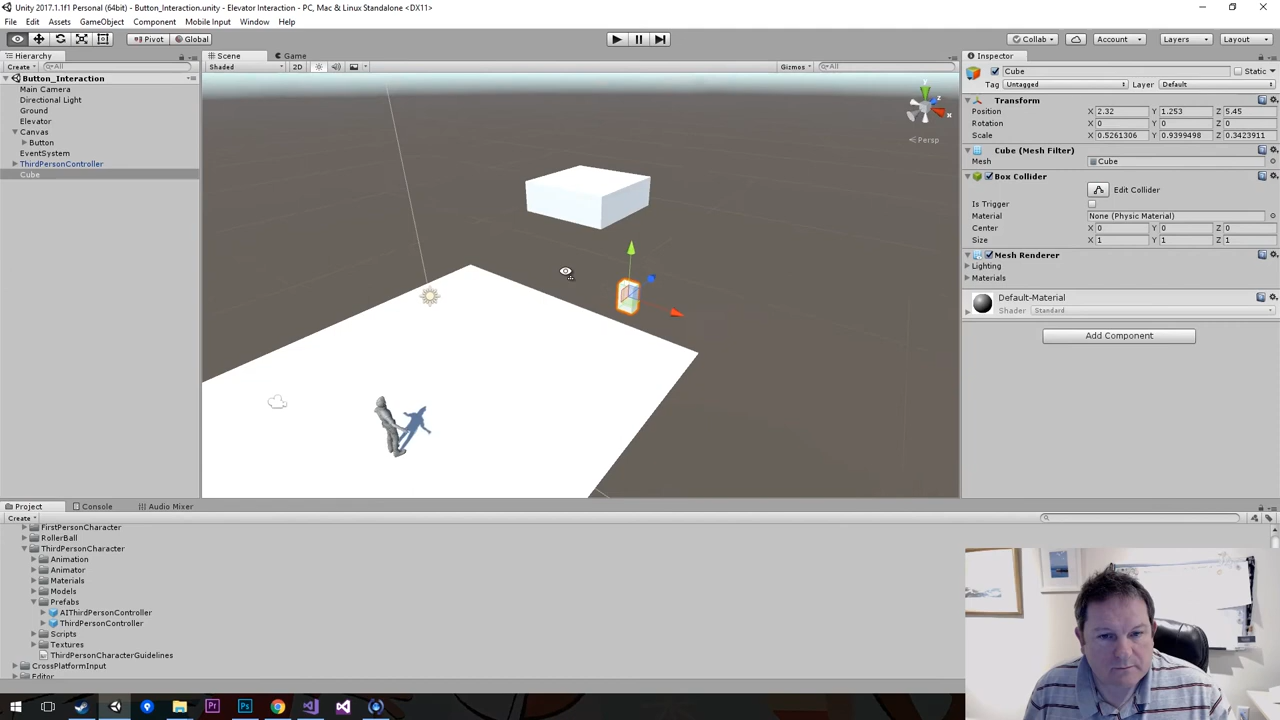 Unity 2017.1.1f1 Personal (64bit) - Button_Interaction.unity - Elevator Interaction - PC, Mac & Linux Standalone <DX11>
File Edit Assets GameObject Component Mobile Input Window Help
Pivot Global Collab Account Layers Layout
Hierarchy
Create All
Button_Interaction
Main Camera
Directional Light
Ground
Elevator
Canvas
Button
EventSystem
ThirdPersonController
Cube
Scene Game
Shaded 2D Gizmos All
y
z
x
Persp
Inspector
Cube Static
Tag Untagged Layer Default
Transform
Position X 2.32 Y 1.253 Z 5.45
Rotation X 0 Y 0 Z 0
Scale X 0.5261306 Y 0.9399498 Z 0.3423911
Cube (Mesh Filter)
Mesh Cube
Box Collider
Edit Collider
Is Trigger
Material None (Physic Material)
Center X 0 Y 0 Z 0
Size X 1 Y 1 Z 1
Mesh Renderer
Lighting
Materials
Default-Material
Shader Standard
Add Component
Project Console Audio Mixer
Create
FirstPersonCharacter
RollerBall
ThirdPersonCharacter
Animation
Animator
Materials
Models
Prefabs
AIThirdPersonController
ThirdPersonController
Scripts
Textures
ThirdPersonCharacterGuidelines
CrossPlatformInput
Editor
Pr Ps